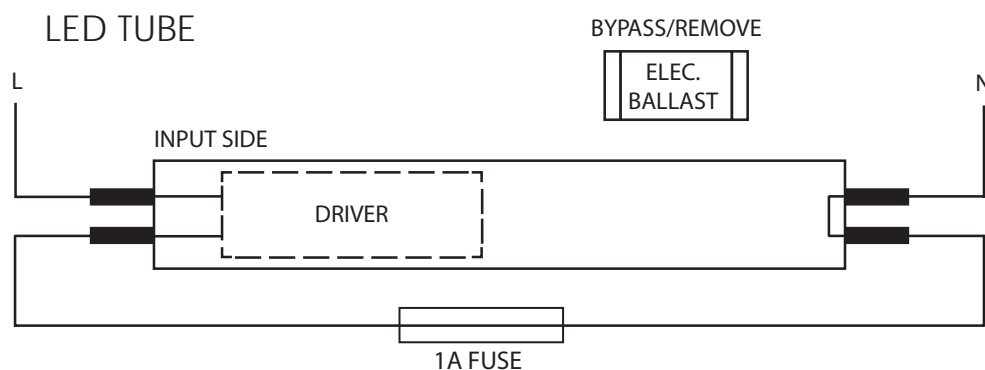 LED TUBE
BYPASS/REMOVE
ELEC.
BALLAST
L
N
INPUT SIDE
DRIVER
1A FUSE